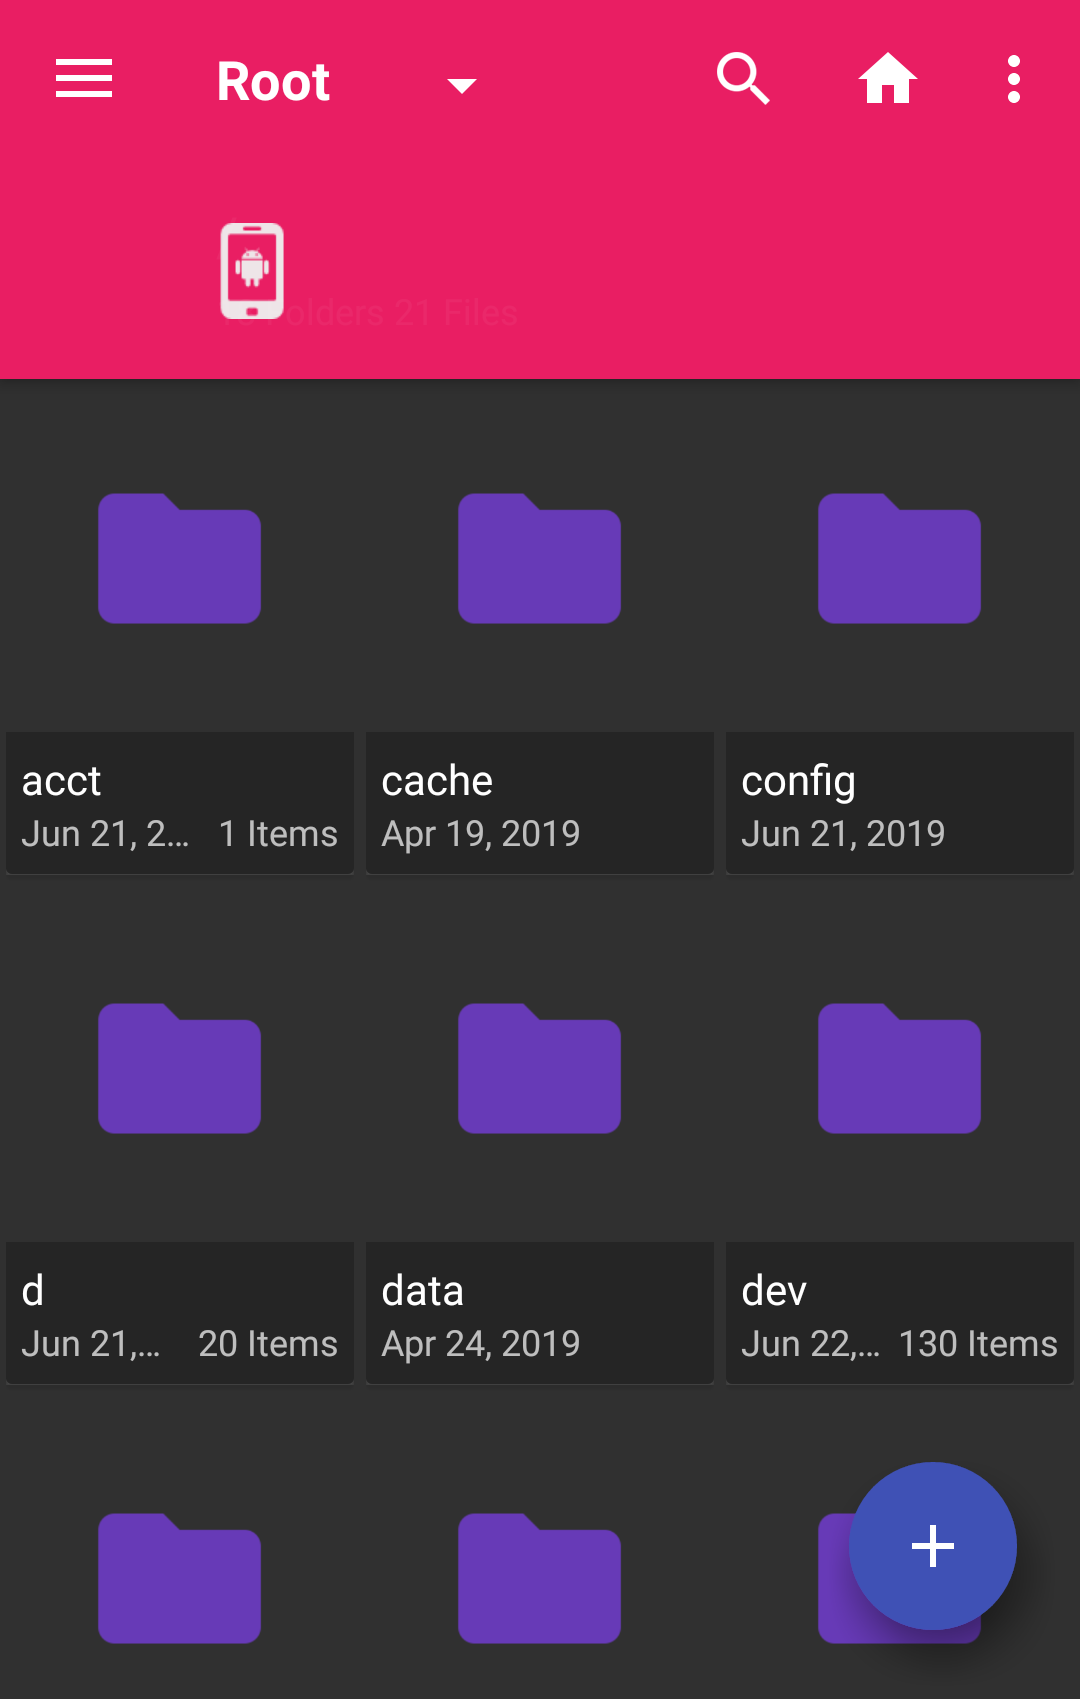 Root
olders 21 Files
acct
Jun 21, 2... 1 Items
cache
Apr 19, 2019
config
Jun 21, 2019
d
Jun 21,... 20 Items
data
Apr 24, 2019
dev
Jun 22,... 130 Items